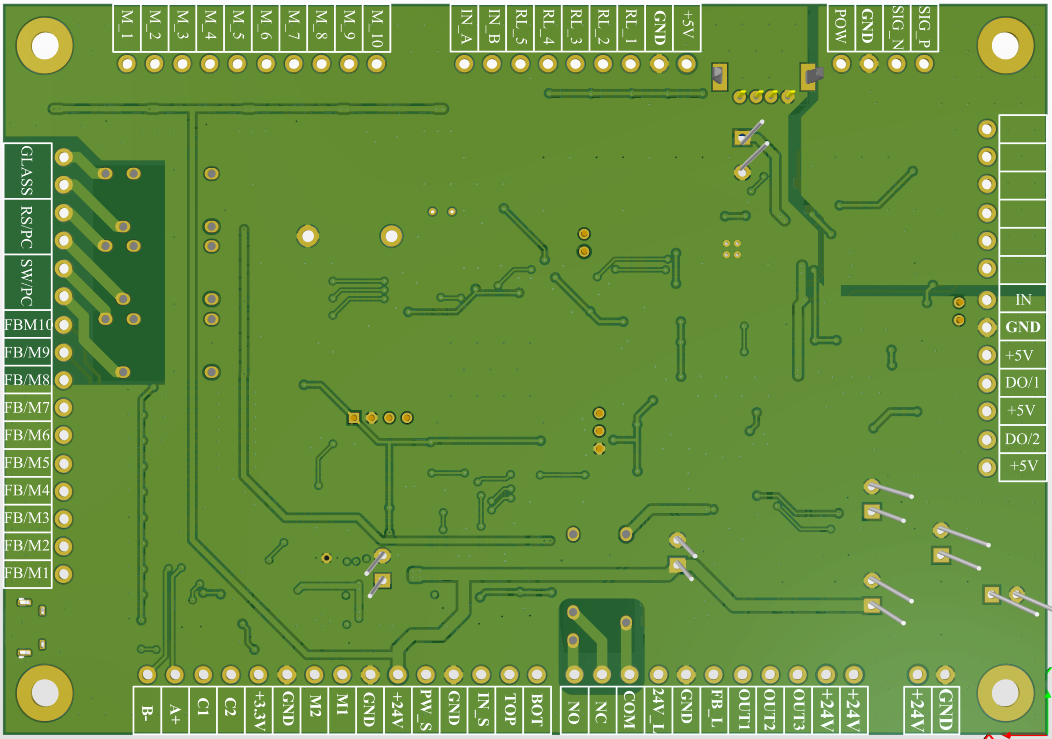 M_1
M_2
M_3
M_4
M_5
M_6
M_7
M_8
M_9
M_10
IN_A
IN_B
RL_5
RL_4
RL_3
RL_2
RL_1
GND
+5V
POW
GND
SIG_N
SIG_P
GLASS
RS/PC
SW/PC
FBM10
FB/M9
FB/M8
FB/M7
FB/M6
FB/M5
FB/M4
FB/M3
FB/M2
FB/M1
IN
GND
+5V
DO/1
+5V
DO/2
+5V
B-
A+
C1
C2
+3.3V
GND
M2
M1
GND
+24V
PW_S
GND
IN_S
TOP
BOT
NO
NC
COM
24V_L
GND
FB_L
OUT1
OUT2
OUT3
+24V
+24V
+24V
GND